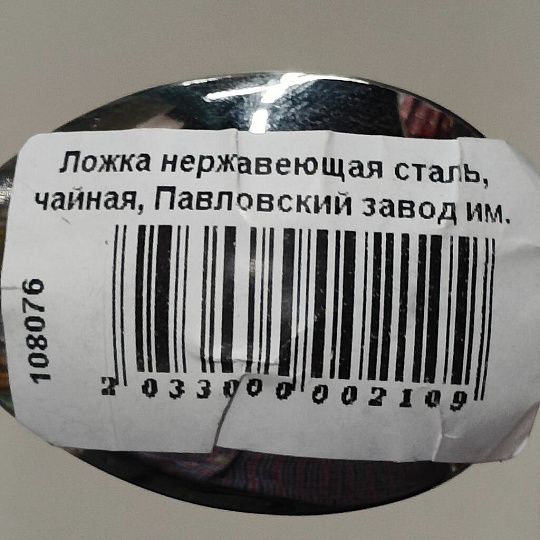 Ложка нержавеющая сталь,
чайная, Павловский завод им.
108076
2 033000 002109